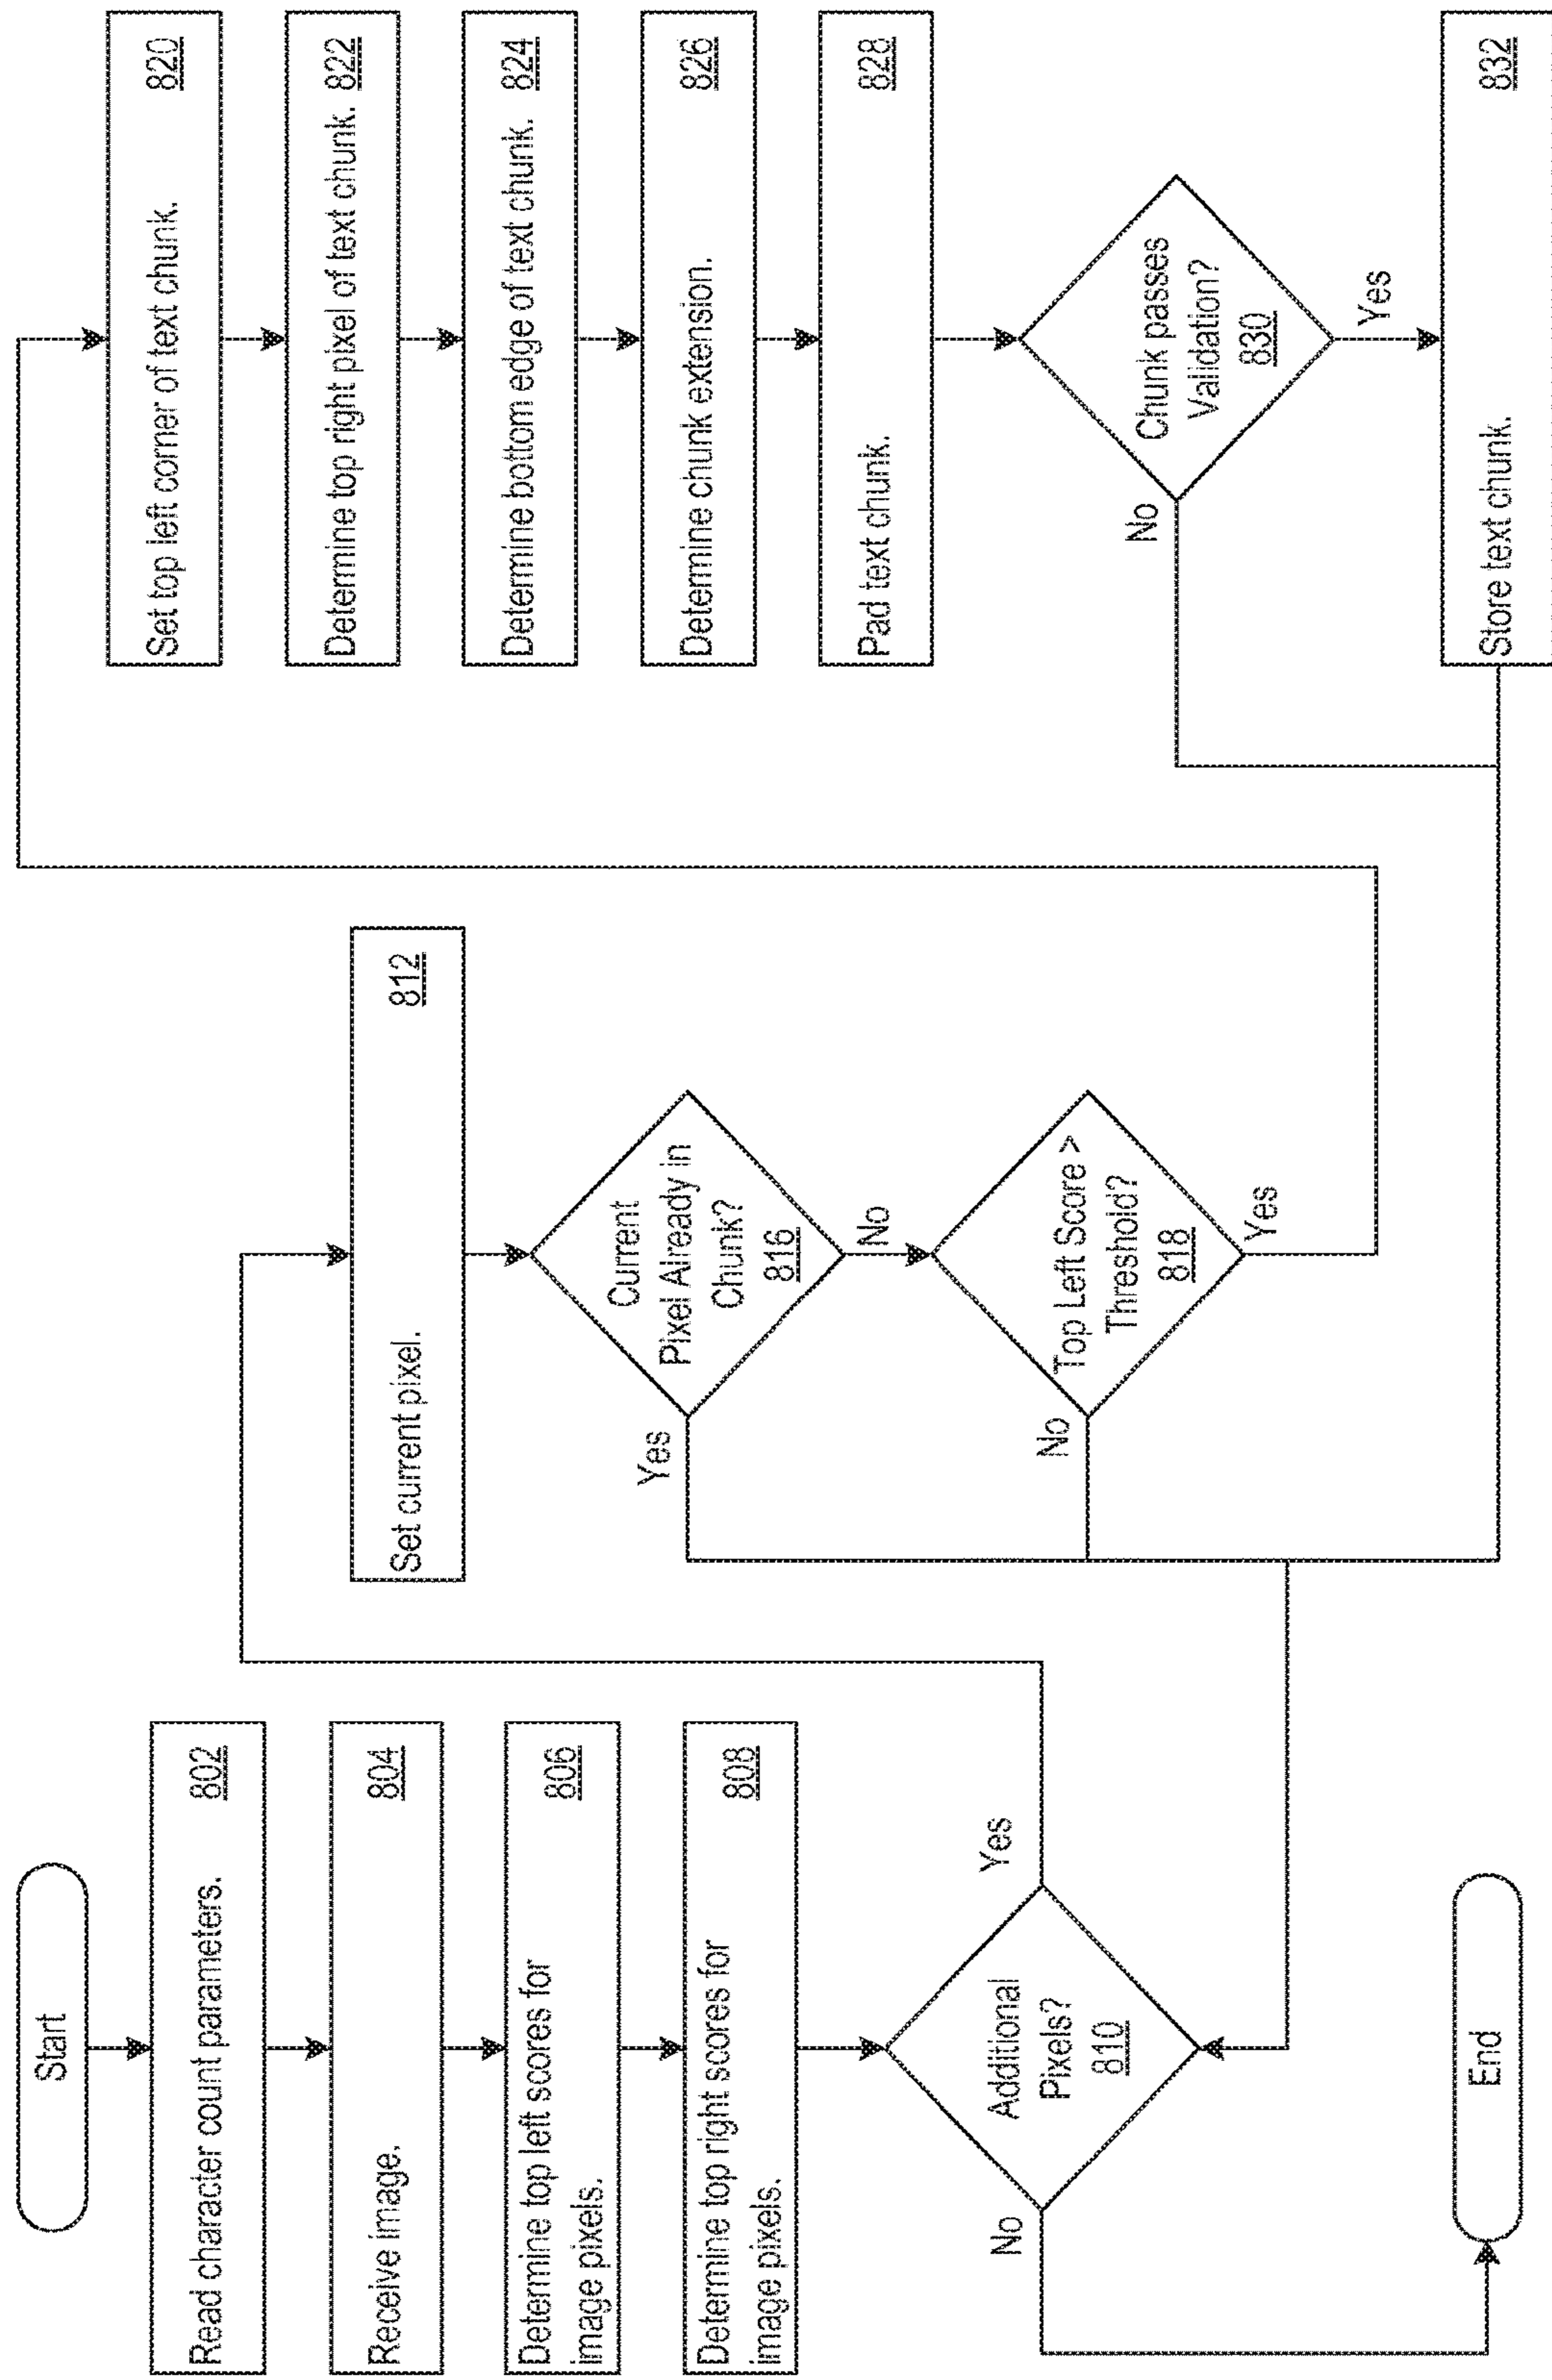 Start
Read character count parameters.
802
Receive image.
804
Determine top left scores for
image pixels.
806
Determine top right scores for
image pixels.
808
Additional
Pixels?
810
Yes
No
End
Set current pixel.
812
Current
Pixel Already in
Chunk?
816
Yes
No
Top Left Score >
Threshold?
818
No
Yes
Set top left corner of text chunk.
820
Determine top right pixel of text chunk. 822
Determine bottom edge of text chunk. 824
Determine chunk extension.
826
Pad text chunk.
828
Chunk passes
Validation?
830
No
Yes
Store text chunk.
832